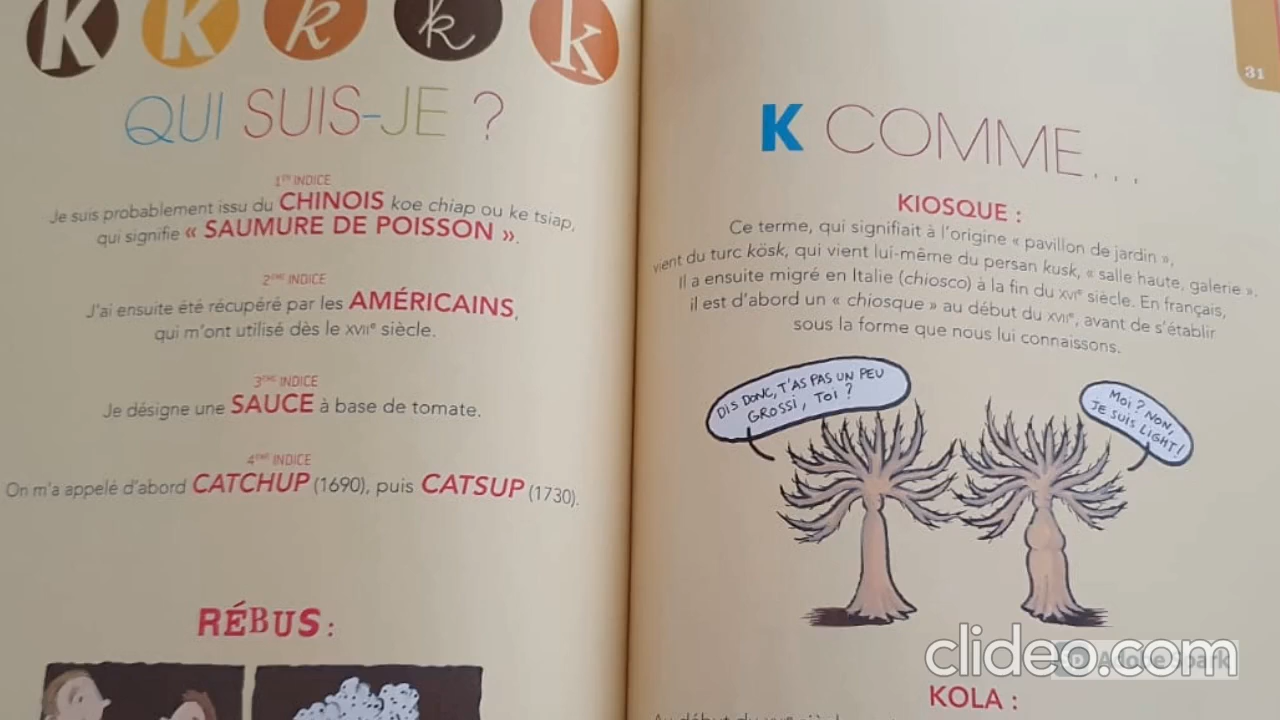 K K k k k
QUI SUIS-JE ?
1ER INDICE
Je suis probablement issu du CHINOIS koe chiap ou ke tsiap,
qui signifie « SAUMURE DE POISSON ».
2ÈME INDICE
J'ai ensuite été récupéré par les AMÉRICAINS,
qui m'ont utilisé dès le XVIIe siècle.
3ÈME INDICE
Je désigne une SAUCE à base de tomate.
4ÈME INDICE
On m'a appelé d'abord CATCHUP (1690), puis CATSUP (1730).
RÉBUS :
31
K COMME...
KIOSQUE :
Ce terme, qui signifiait à l'origine « pavillon de jardin »,
vient du turc kösk, qui vient lui-même du persan kusk, « salle haute, galerie ».
Il a ensuite migré en Italie (chiosco) à la fin du XVIe siècle. En français,
il est d'abord un « chiosque » au début du XVIIe, avant de s'établir
sous la forme que nous lui connaissons.
DIS DONC, T'AS PAS UN PEU
GROSSI, TOI ?
MOI ? NON,
JE SUIS LIGHT !
clideo.com
Adobe Spark
KOLA :